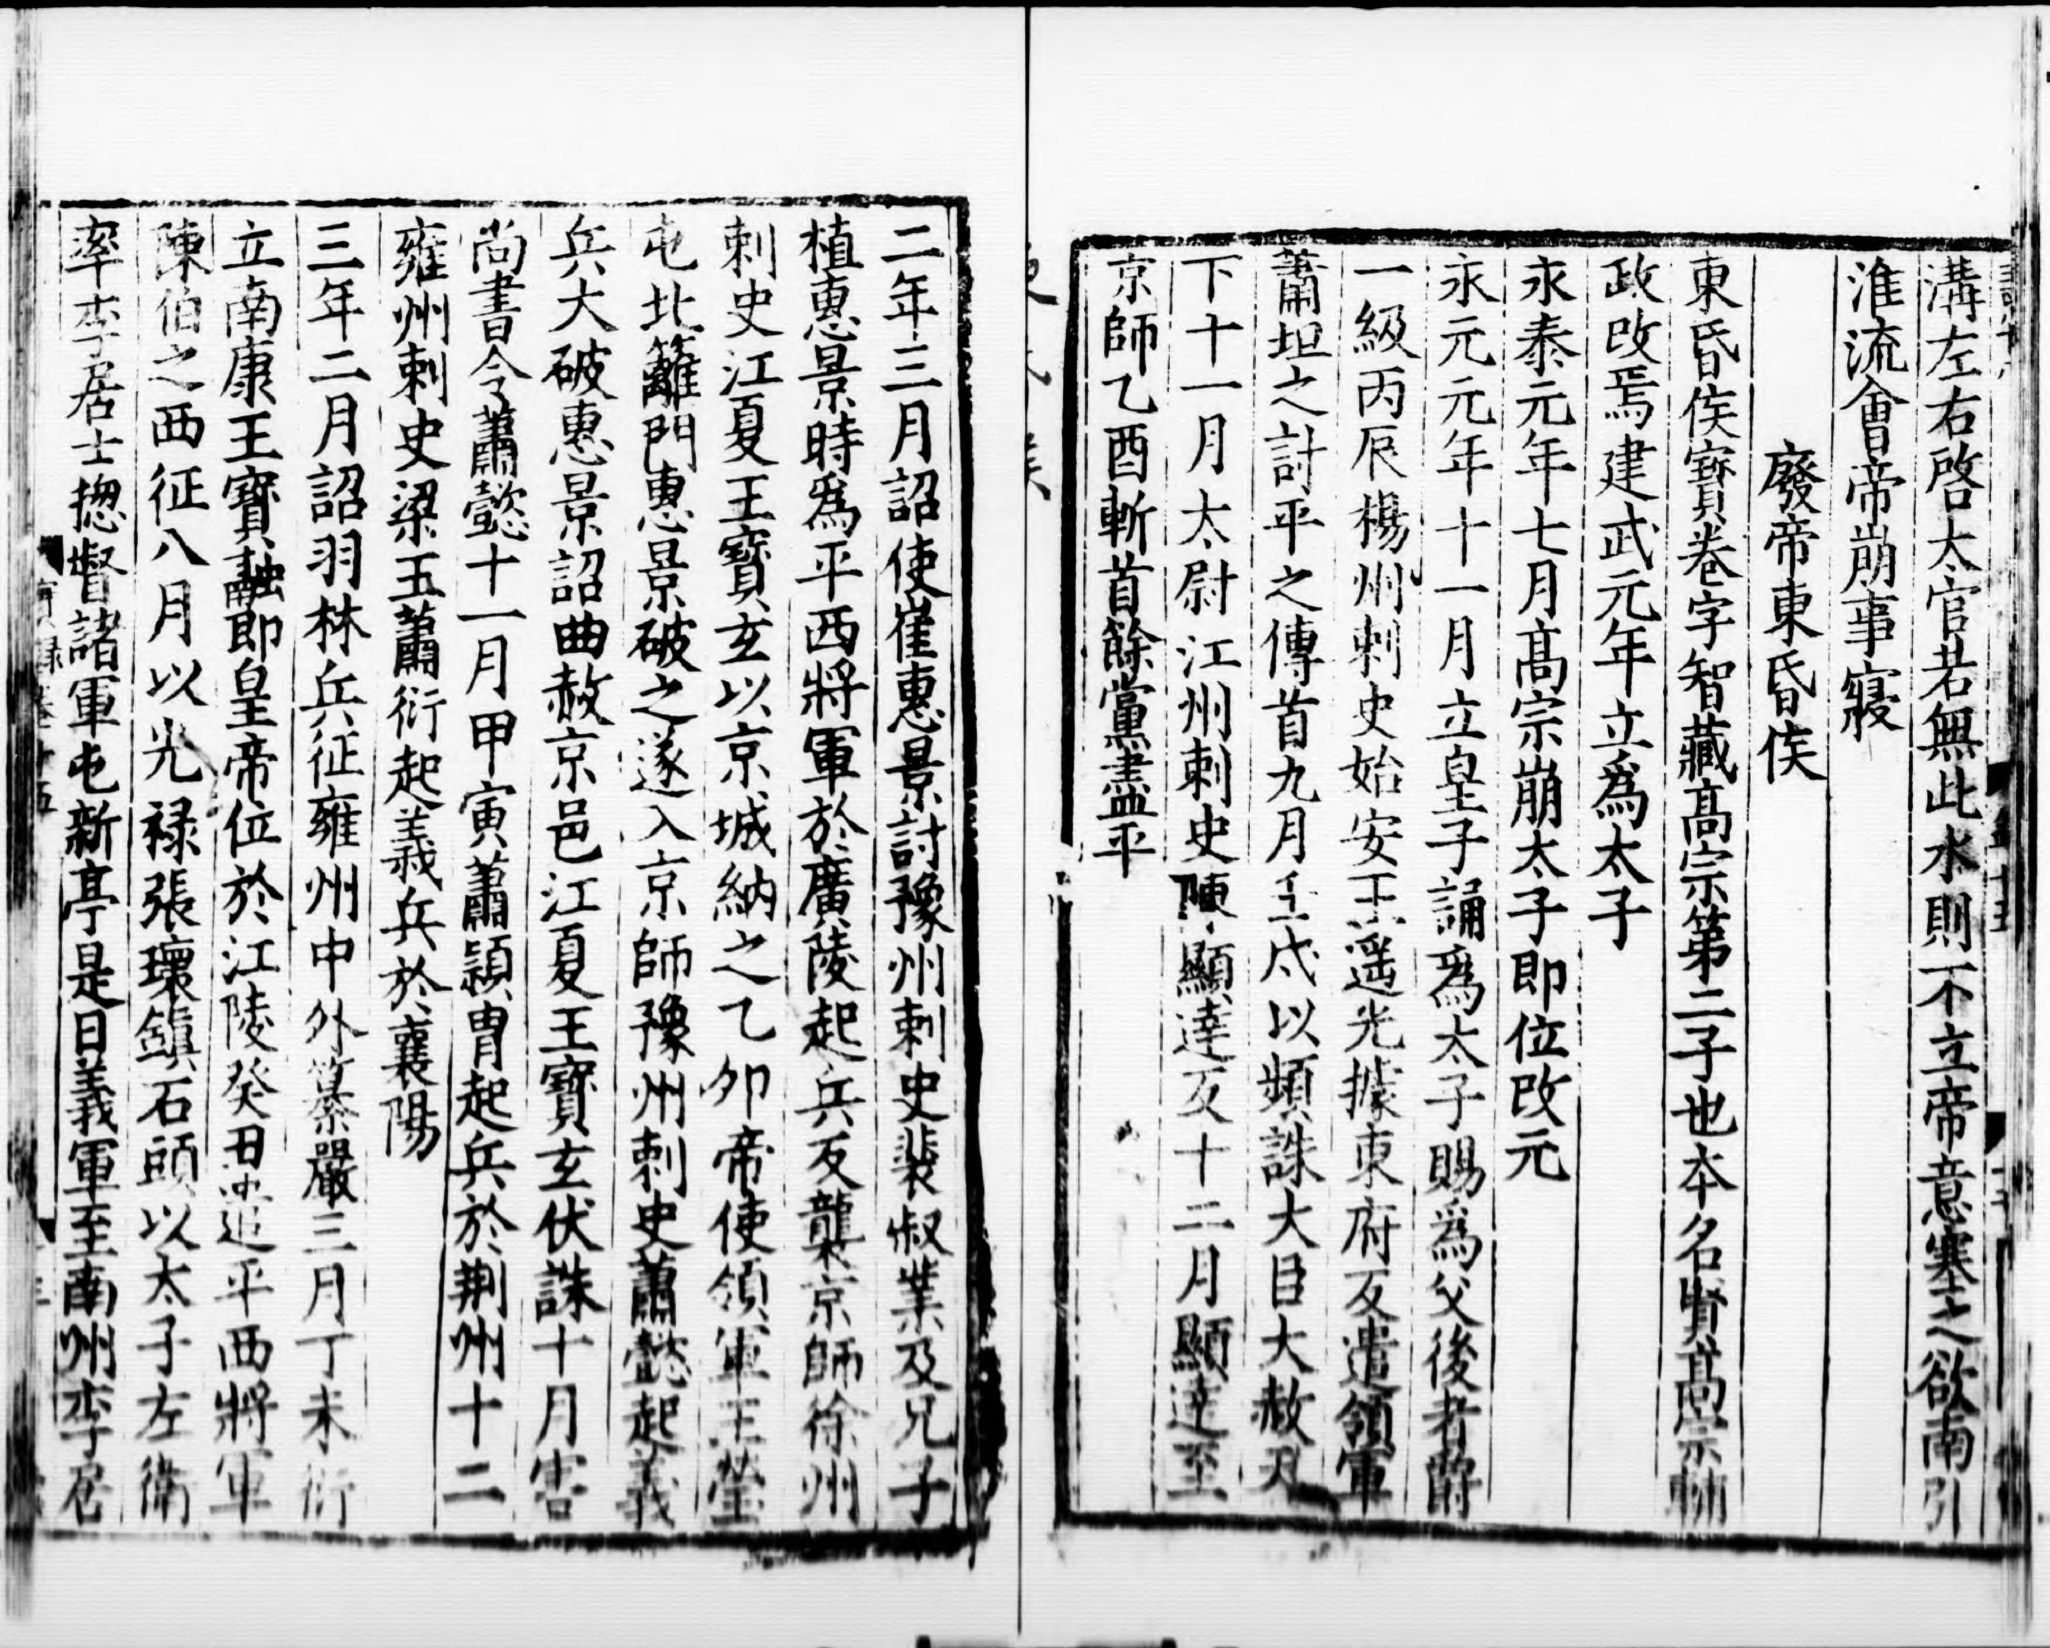 溝左右啓太官若無此水則不立帝意塞之欲南引
淮流會帝崩事寢
廢帝東昏侯
東昏侯寶卷字智藏髙宗第二子也本名賢髙宗輔
政改焉建武元年立爲太子
永泰元年七月髙宗崩太子即位改元
永元元年十一月立皇子誦爲太子賜爲父後者爵
一級丙辰楊州刺史始安王遥光據東府反遣領軍
蕭坦之討平之傳首九月壬戌以頻誅大臣大赦天
下十一月太尉江州刺史陳顯達反十二月顯達至
京師乙酉斬首餘黨盡平
二年三月詔使崔惠景討豫州刺史裴叔業及兄子
植惠景時爲平西將軍於廣陵起兵反襲京師徐州
刺史江夏王寳玄以京城納之乙卯帝使領軍王瑩
屯北籬門惠景破之遂入京師豫州刺史蕭懿起義
兵大破惠景詔曲赦京邑江夏王寳玄伏誅十月害
尚書令蕭懿十一月甲寅蕭頴胄起兵於荆州十二
雍州刺史梁王蕭衍起義兵於襄陽
三年二月詔羽林兵征雍州中外纂嚴三月丁未衍
立南康王寶融即皇帝位於江陵癸丑遣平西將軍
陳伯之西征八月以光禄張瓌鎮石頭以太子左衛
率李居士揔督諸軍屯新亭是日義軍至南州李居
實録卷十五